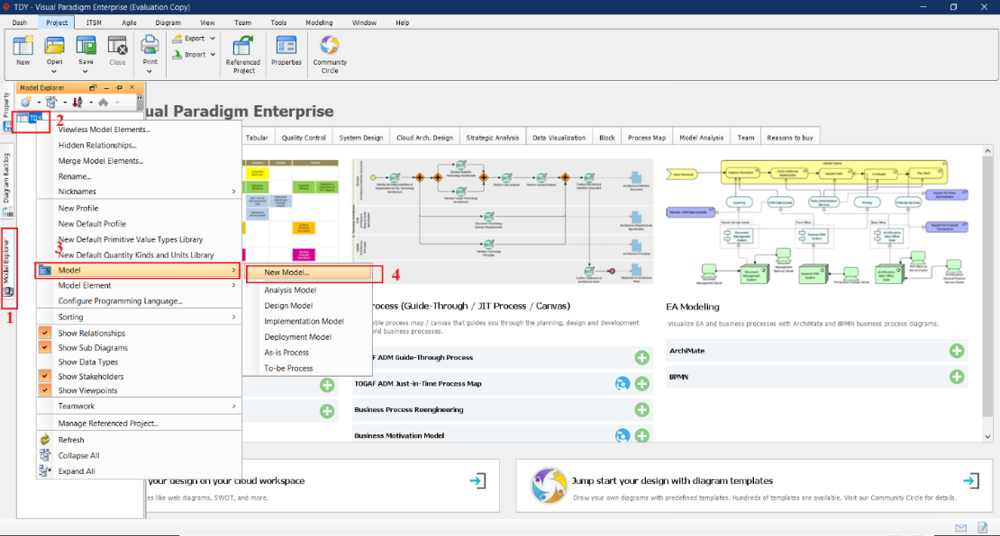 TDY - Visual Paradigm Enterprise (Evaluation Copy)
Dash Project ITSM Agile Diagram View Team Tools Modeling Window Help
New Open Save Close Print Export Import Referenced Project Properties Community Circle
Model Explorer
Property
Diagram Backlog
Model Explorer
1
TDY
2
ual Paradigm Enterprise
Tabular Quality Control System Design Cloud Arch. Design Strategic Analysis Data Visualization Block Process Map Model Analysis Team Reasons to buy
Viewless Model Elements...
Hidden Relationships...
Merge Model Elements...
Rename...
Nicknames
New Profile
New Default Profile
New Default Primitive Value Types Library
3
New Default Quantity Kinds and Units Library
Model
Model Element
Configure Programming Language...
Sorting
Show Relationships
Show Sub Diagrams
Show Data Types
Show Stakeholders
Show Viewpoints
Teamwork
Manage Referenced Project...
Refresh
Collapse All
Expand All
New Model...
4
Analysis Model
Design Model
Implementation Model
Deployment Model
As-is Process
To-be Process
rocess (Guide-Through / JIT Process / Canvas)
able process map / canvas that guides you through the planning, design and development
and business processes.
AF ADM Guide-Through Process
TOGAF ADM Just-in-Time Process Map
Business Process Reengineering
Business Motivation Model
EA Modeling
Visualize EA and business processes with ArchiMate and BPMN business process diagrams.
ArchiMate
BPMN
your design on your cloud workspace
es like web diagrams, SWOT, and more.
Jump start your design with diagram templates
Draw your own diagrams with predefined templates. Hundreds of templates are available. Visit our Community Circle for details.